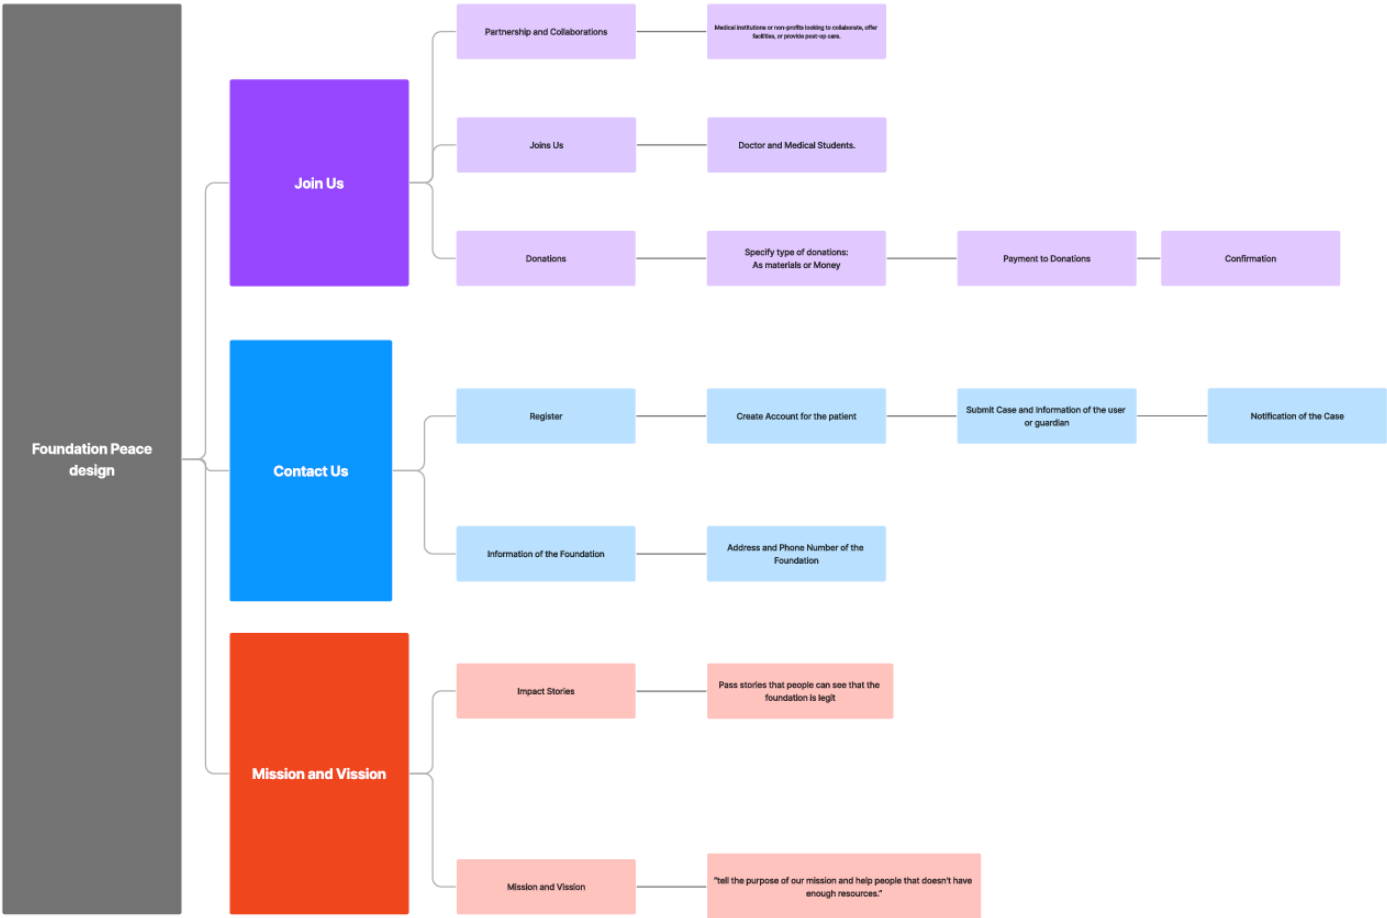 Foundation Peace
design
Join Us
Partnership and Collaborations
Medical institutions or non-profits looking to collaborate, offer
facilities, or provide post-up care.
Joins Us
Doctor and Medical Students.
Donations
Specify type of donations:
As materials or Money
Payment to Donations
Confirmation
Contact Us
Register
Create Account for the patient
Submit Case and Information of the user
or guardian
Notification of the Case
Information of the Foundation
Address and Phone Number of the
Foundation
Mission and Vission
Impact Stories
Pass stories that people can see that the
foundation is legit
Mission and Vission
"tell the purpose of our mission and help people that doesn't have
enough resources."